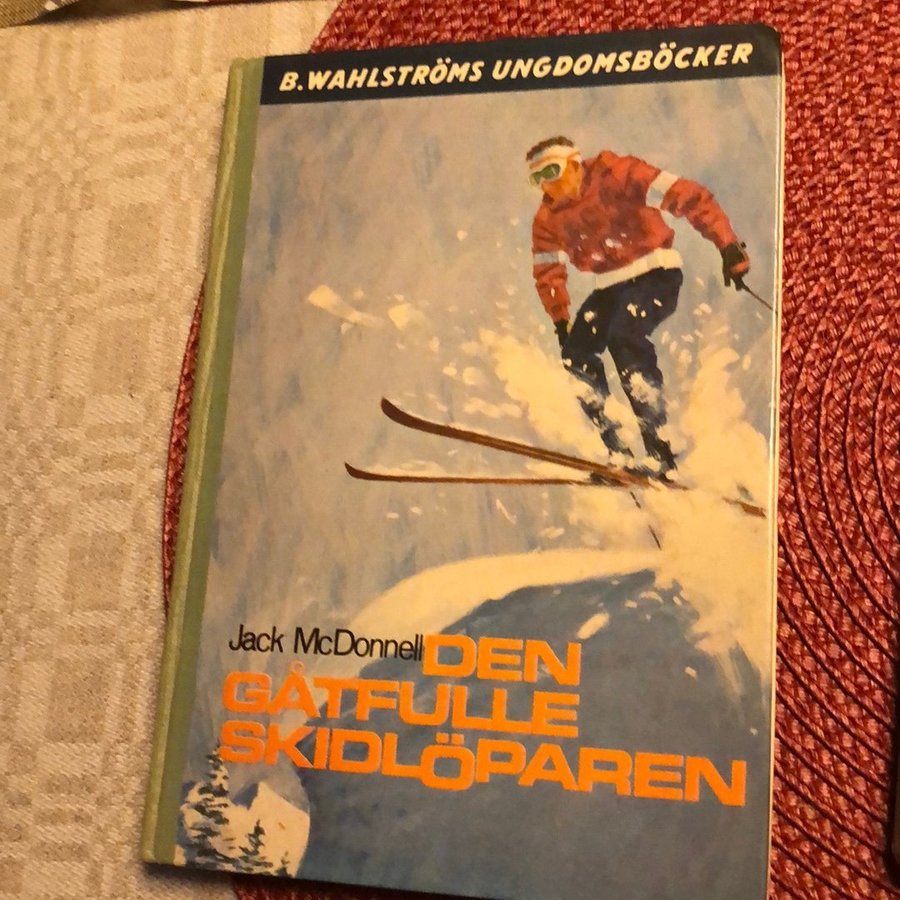 B. WAHLSTRÖMS UNGDOMSBÖCKER
Jack McDonnell DEN
GÅTFULLE
SKIDLÖPAREN